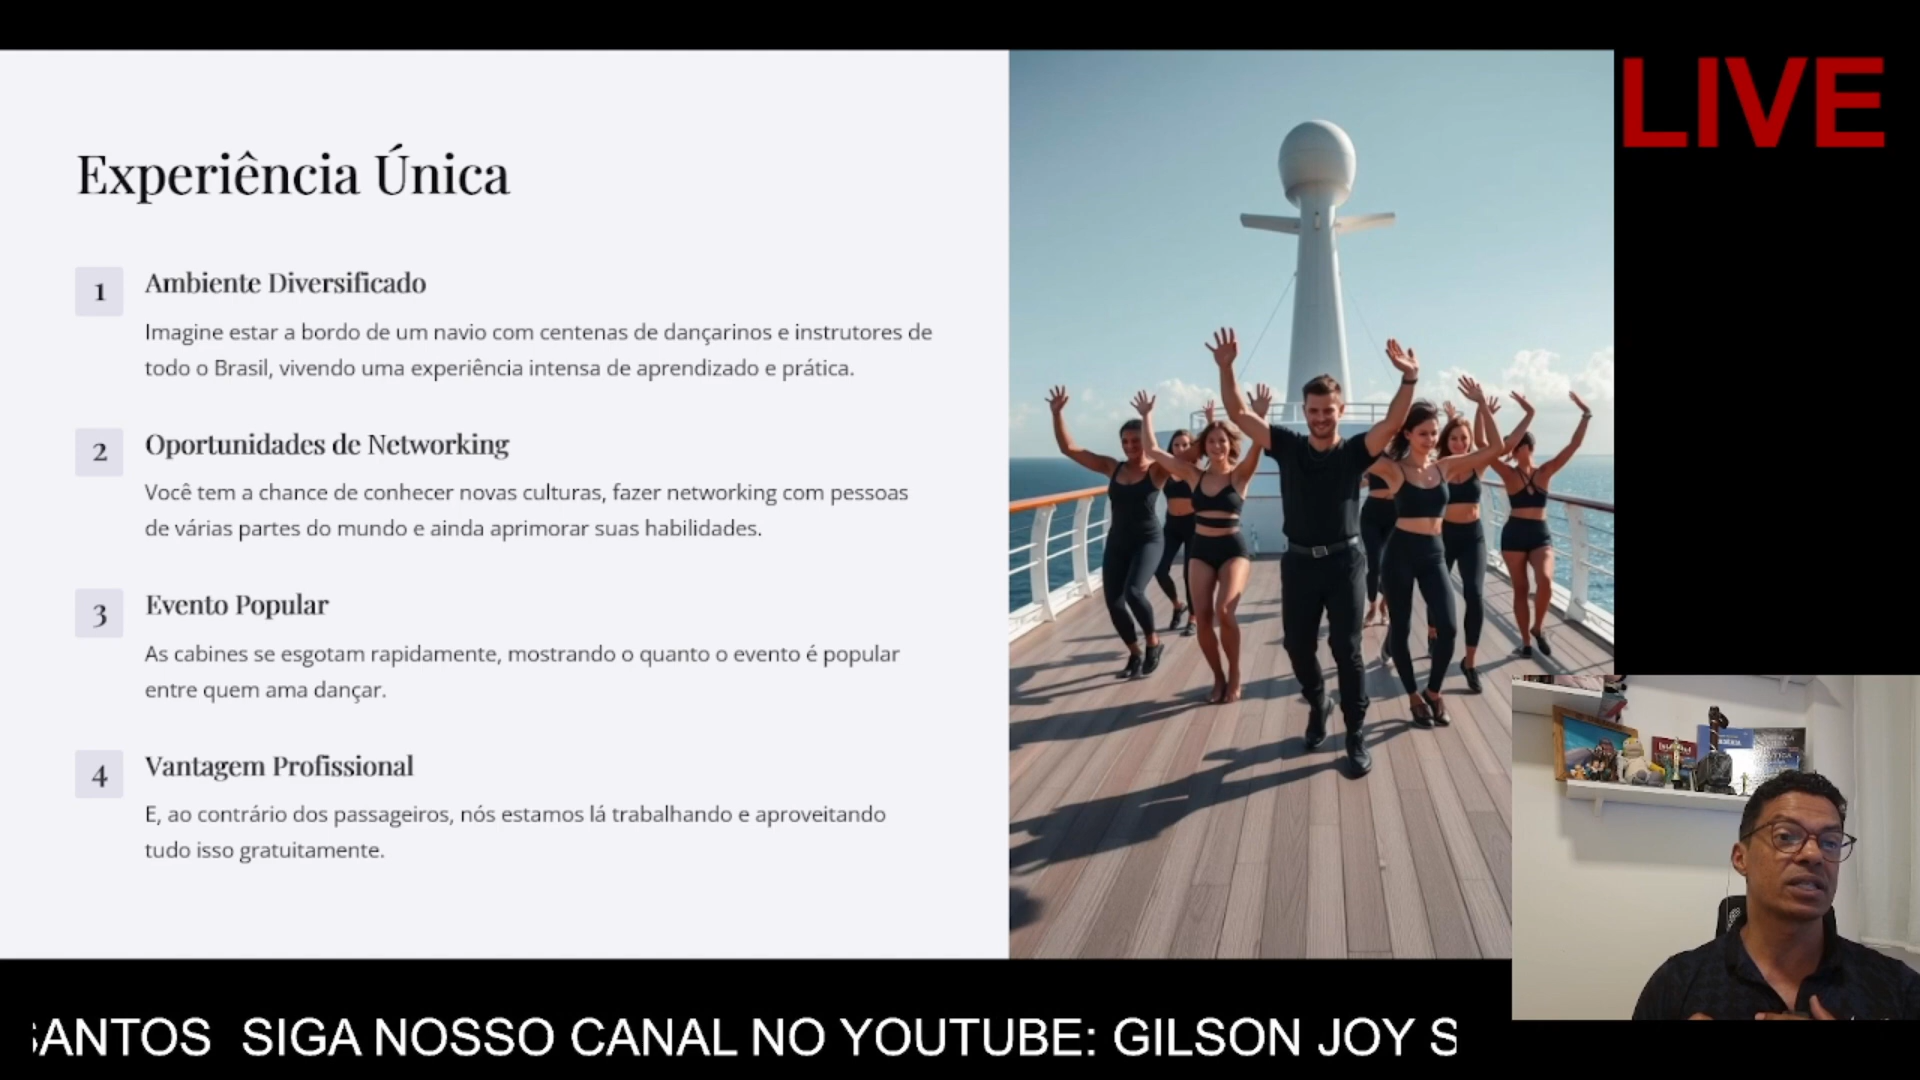 LIVE
Experiência Única
1
Ambiente Diversificado
Imagine estar a bordo de um navio com centenas de dançarinos e instrutores de
todo o Brasil, vivendo uma experiência intensa de aprendizado e prática.
2
Oportunidades de Networking
Você tem a chance de conhecer novas culturas, fazer networking com pessoas
de várias partes do mundo e ainda aprimorar suas habilidades.
3
Evento Popular
As cabines se esgotam rapidamente, mostrando o quanto o evento é popular
entre quem ama dançar.
4
Vantagem Profissional
E, ao contrário dos passageiros, nós estamos lá trabalhando e aproveitando
tudo isso gratuitamente.
SANTOS SIGA NOSSO CANAL NO YOUTUBE: GILSON JOY S